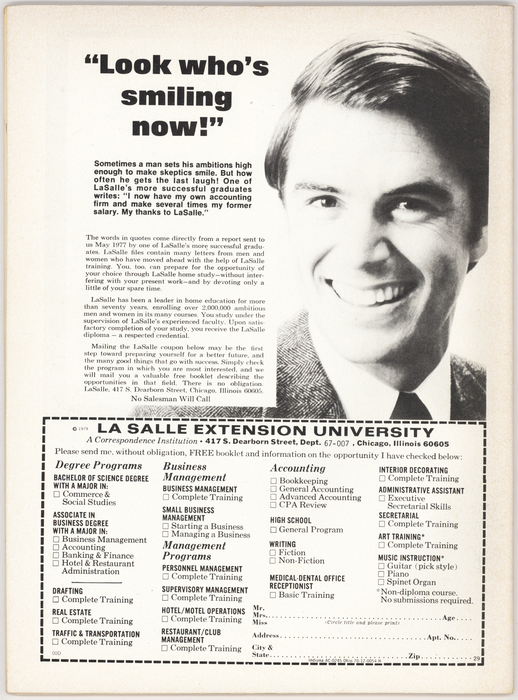 “Look who’s
smiling
now!”
Sometimes a man sets his ambitions high
enough to make skeptics smile. But how
often he gets the last laugh! One of
LaSalle’s more successful graduates
writes: “I now have my own accounting
firm and make several times my former
salary. My thanks to LaSalle.”
The words in quotes come directly from a report sent to
us May 1977 by one of LaSalle’s more successful gradu-
ates. LaSalle files contain many letters from men and
women who have moved ahead with the help of LaSalle
training. You, too, can prepare for the opportunity of
your choice through LaSalle home study—without inter-
fering with your present work—and by devoting only a
little of your spare time.
LaSalle has been a leader in home education for more
than seventy years, enrolling over 2,000,000 ambitious
men and women in its many courses. You study under the
supervision of LaSalle’s experienced faculty. Upon satis-
factory completion of your study, you receive the LaSalle
diploma – a respected credential.
Mailing the LaSalle coupon below may be the first
step toward preparing yourself for a better future, and
the many good things that go with success. Simply check
the program in which you are most interested, and we
will mail you a valuable free booklet describing the
opportunities in that field. There is no obligation.
LaSalle, 417 S. Dearborn Street, Chicago, Illinois 60605.
No Salesman Will Call
LA SALLE EXTENSION UNIVERSITY
A Correspondence Institution • 417 S. Dearborn Street, Dept. 67-007 , Chicago, Illinois 60605
Please send me, without obligation, FREE booklet and information on the opportunity I have checked below:
Degree Programs
BACHELOR OF SCIENCE DEGREE
WITH A MAJOR IN:
□ Commerce &
Social Studies
ASSOCIATE IN
BUSINESS DEGREE
WITH A MAJOR IN:
□ Business Management
□ Accounting
□ Banking & Finance
□ Hotel & Restaurant
Administration
DRAFTING
□ Complete Training
REAL ESTATE
□ Complete Training
TRAFFIC & TRANSPORTATION
□ Complete Training
Business
Management
BUSINESS MANAGEMENT
□ Complete Training
SMALL BUSINESS
MANAGEMENT
□ Starting a Business
□ Managing a Business
Management
Programs
PERSONNEL MANAGEMENT
□ Complete Training
SUPERVISORY MANAGEMENT
□ Complete Training
HOTEL/MOTEL OPERATIONS
□ Complete Training
RESTAURANT/CLUB
MANAGEMENT
□ Complete Training
Accounting
□ Bookkeeping
□ General Accounting
□ Advanced Accounting
□ CPA Review
HIGH SCHOOL
□ General Program
WRITING
□ Fiction
□ Non-Fiction
MEDICAL-DENTAL OFFICE
RECEPTIONIST
□ Basic Training
INTERIOR DECORATING
□ Complete Training
ADMINISTRATIVE ASSISTANT
□ Executive
Secretarial Skills
SECRETARIAL
□ Complete Training
ART TRAINING*
□ Complete Training
MUSIC INSTRUCTION*
□ Guitar (pick style)
□ Piano
□ Spinet Organ
*Non-diploma course.
No submissions required.
Mr.
Mrs. Age
Miss (Circle title and please print)
Address Apt. No.
City &
State Zip